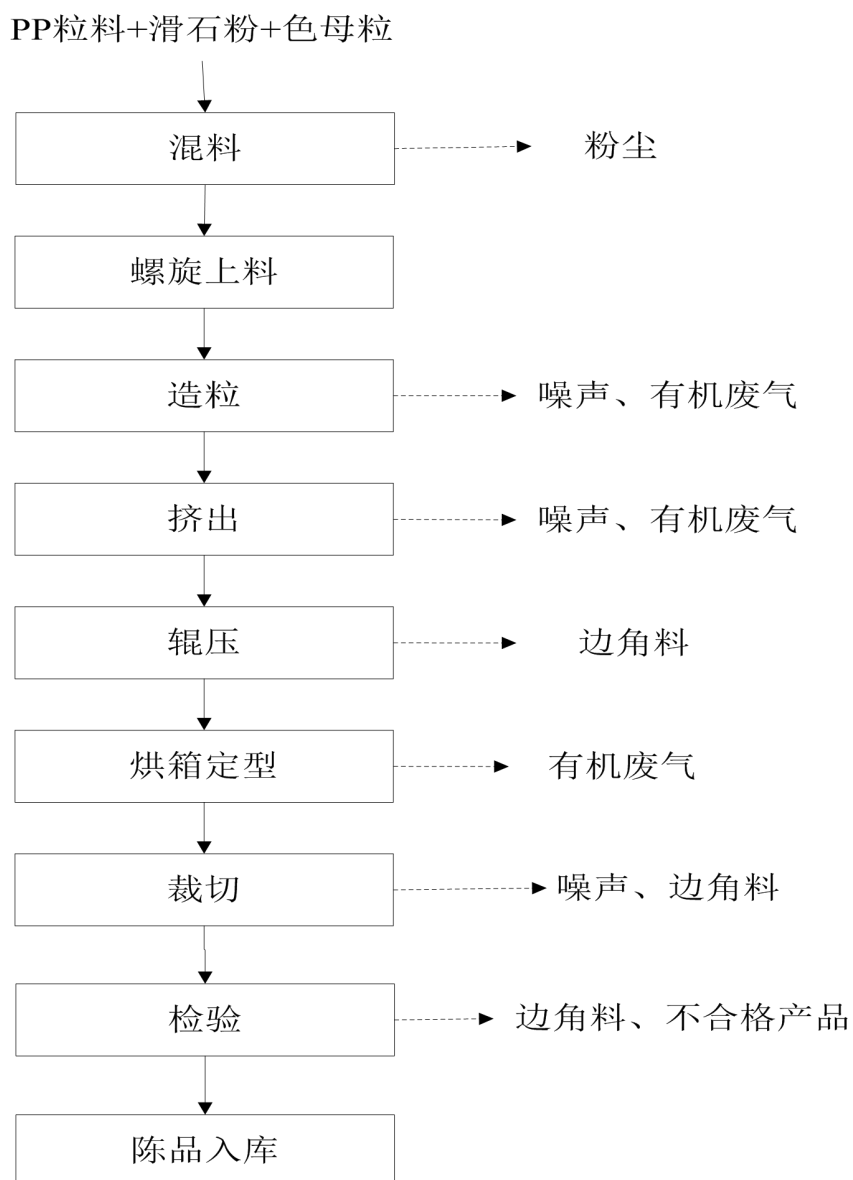 PP粒料+滑石粉+色母粒
混料
粉尘
螺旋上料
造粒
噪声、有机废气
挤出
噪声、有机废气
辊压
边角料
烘箱定型
有机废气
裁切
噪声、边角料
检验
边角料、不合格产品
陈品入库